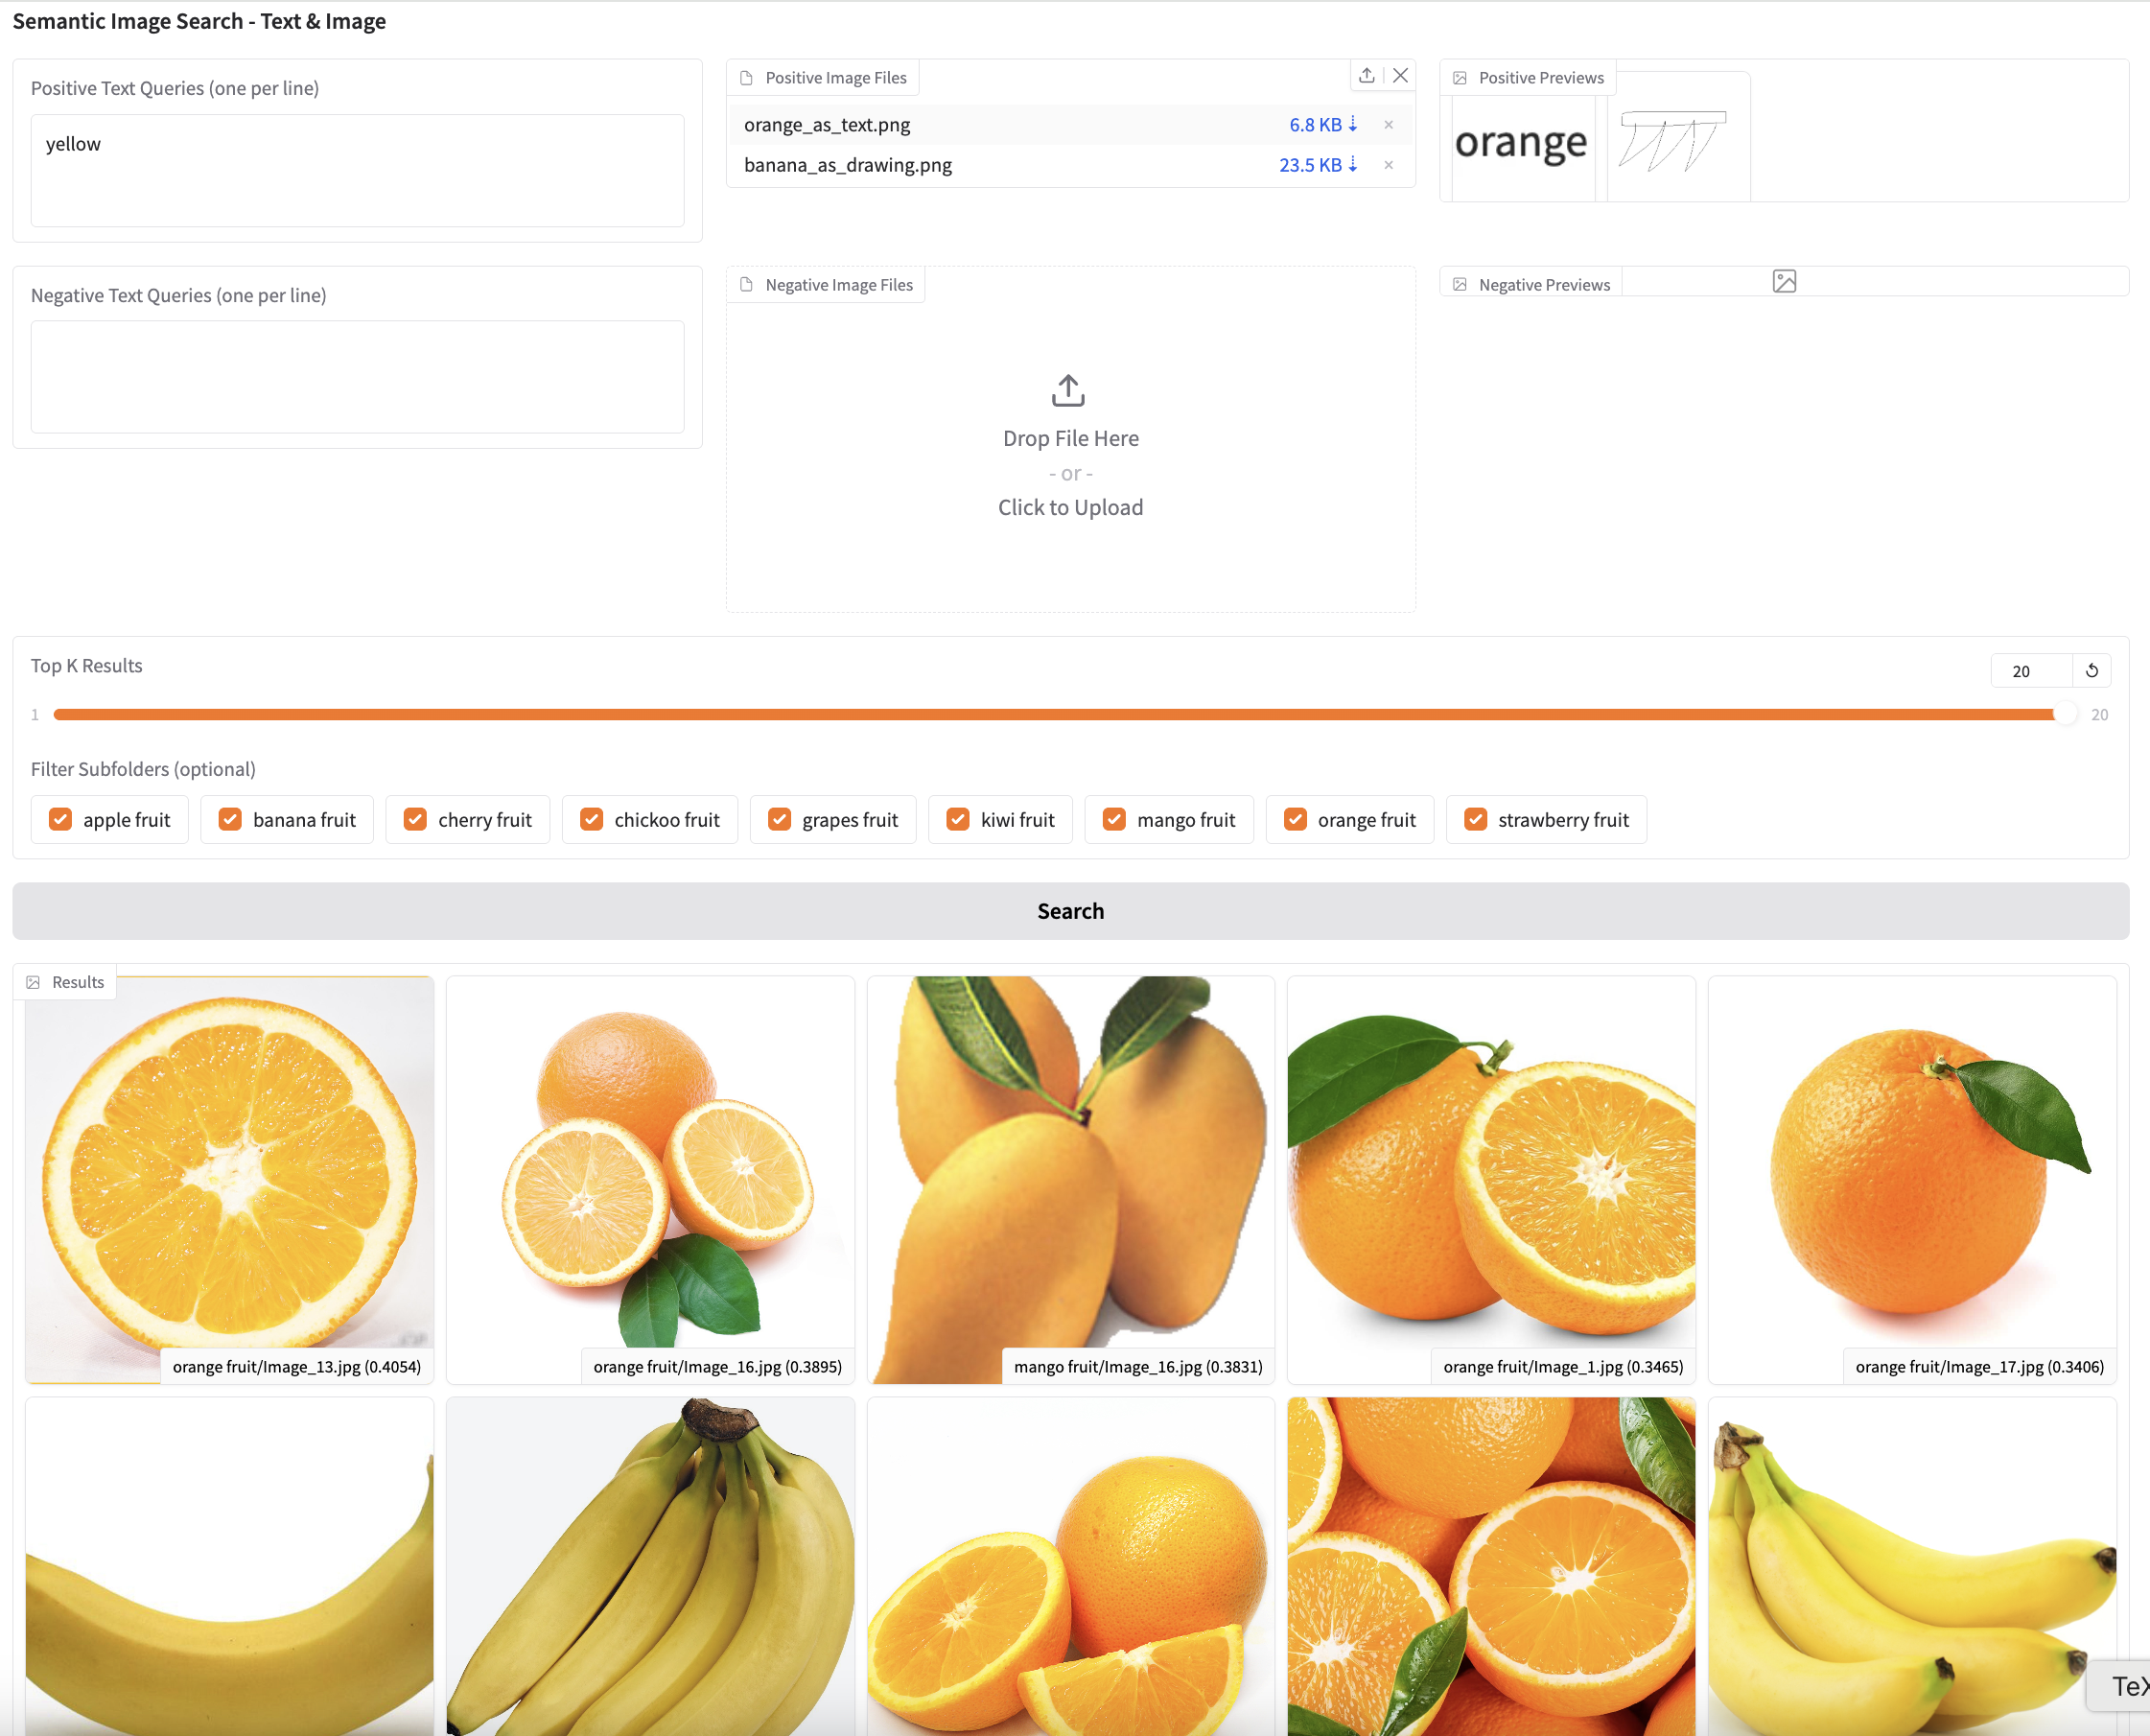 Semantic Image Search - Text & Image
Positive Text Queries (one per line)
yellow
Positive Image Files
orange_as_text.png
6.8 KB ⇣
×
banana_as_drawing.png
23.5 KB ⇣
×
Positive Previews
orange
Negative Text Queries (one per line)
Negative Image Files
Drop File Here
- or -
Click to Upload
Negative Previews
Top K Results
20
1
20
Filter Subfolders (optional)
apple fruit
banana fruit
cherry fruit
chickoo fruit
grapes fruit
kiwi fruit
mango fruit
orange fruit
strawberry fruit
Search
Results
orange fruit/Image_13.jpg (0.4054)
orange fruit/Image_16.jpg (0.3895)
mango fruit/Image_16.jpg (0.3831)
orange fruit/Image_1.jpg (0.3465)
orange fruit/Image_17.jpg (0.3406)